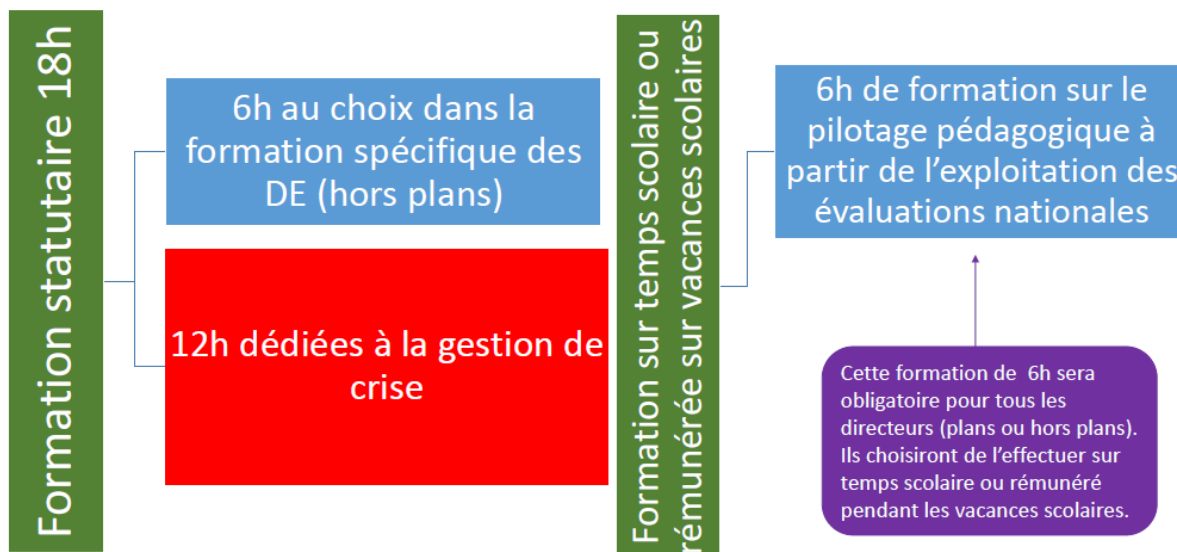 Formation statutaire 18h
6h au choix dans la
formation spécifique des
DE (hors plans)
12h dédiées à la gestion de
crise
Formation sur temps scolaire ou
rémunérée sur vacances scolaires
6h de formation sur le
pilotage pédagogique à
partir de l’exploitation des
évaluations nationales
Cette formation de 6h sera
obligatoire pour tous les
directeurs (plans ou hors plans).
Ils choisiront de l’effectuer sur
temps scolaire ou rémunéré
pendant les vacances scolaires.